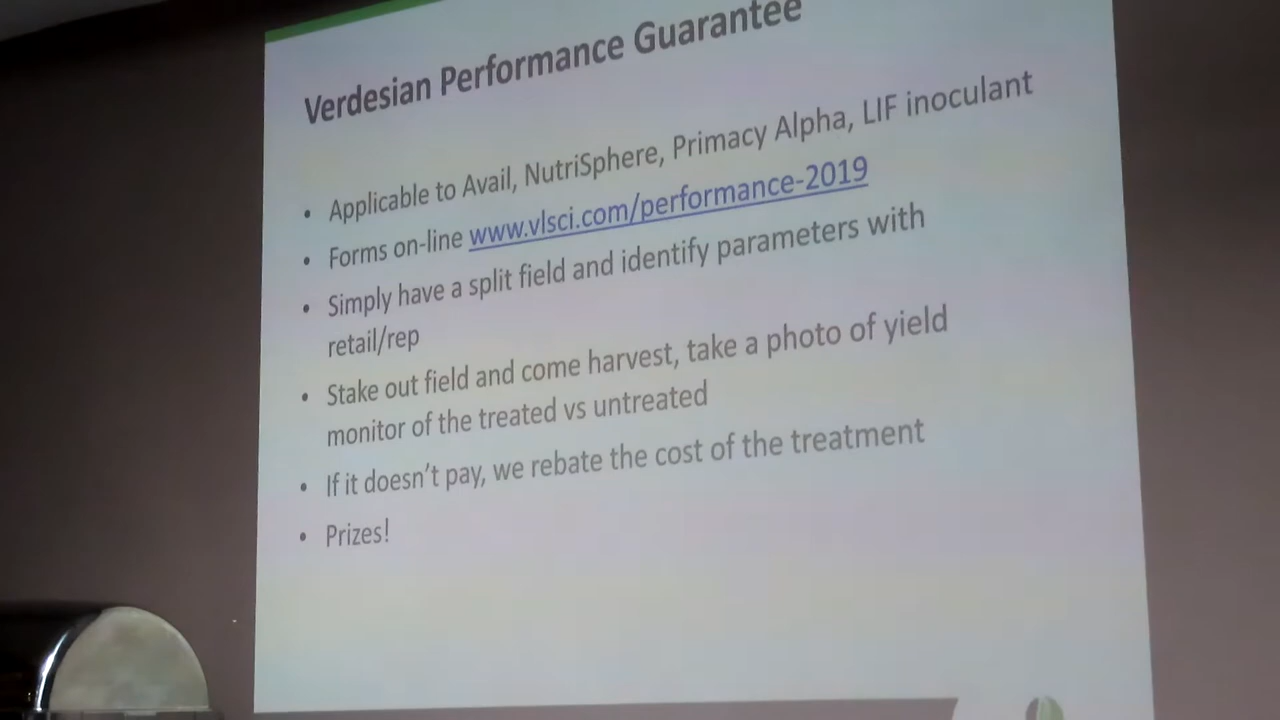 Verdesian Performance Guarantee
• Applicable to Avail, NutriSphere, Primacy Alpha, LIF inoculant
• Forms on-line www.vlsci.com/performance-2019
• Simply have a split field and identify parameters with
retail/rep
• Stake out field and come harvest, take a photo of yield
monitor of the treated vs untreated
• If it doesn't pay, we rebate the cost of the treatment
• Prizes!